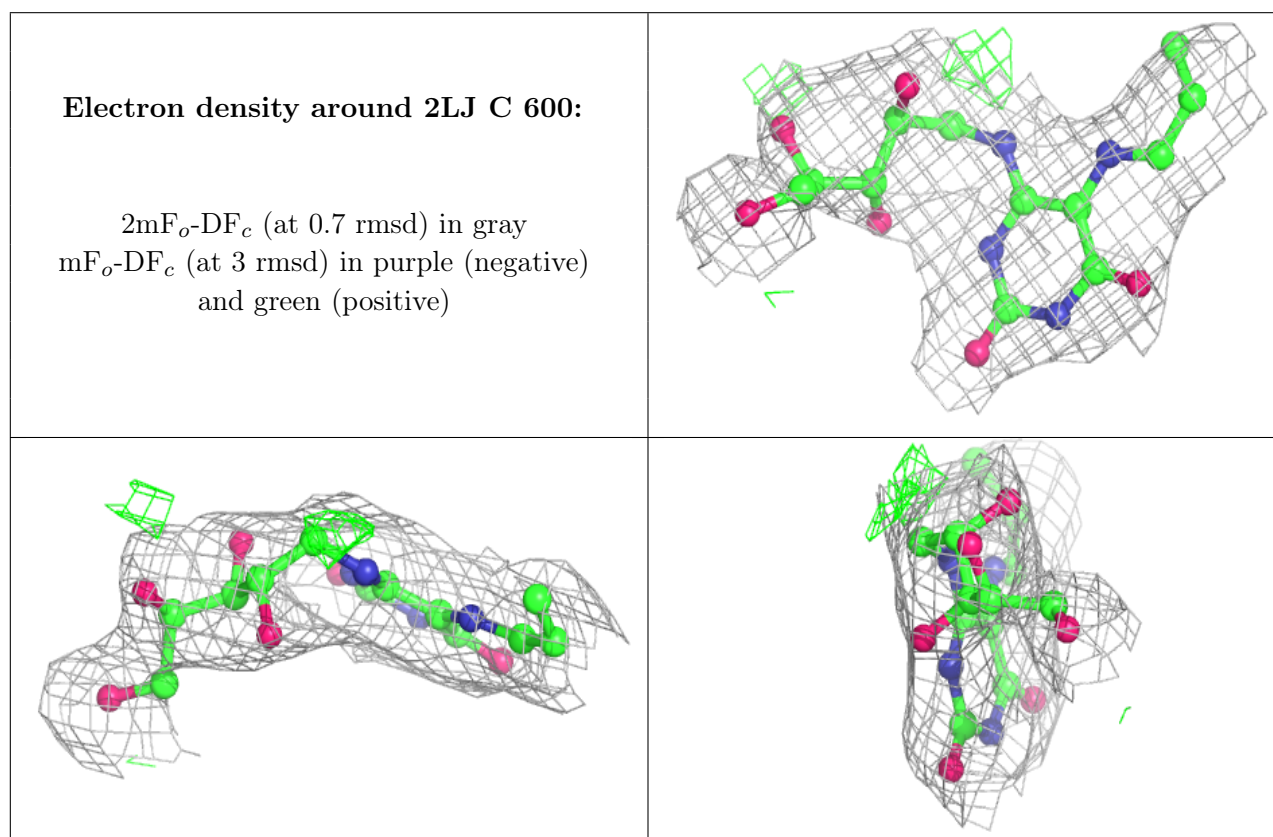 Electron density around 2LJ C 600:
2mFₒ-DF𝒸 (at 0.7 rmsd) in gray
mFₒ-DF𝒸 (at 3 rmsd) in purple (negative)
and green (positive)